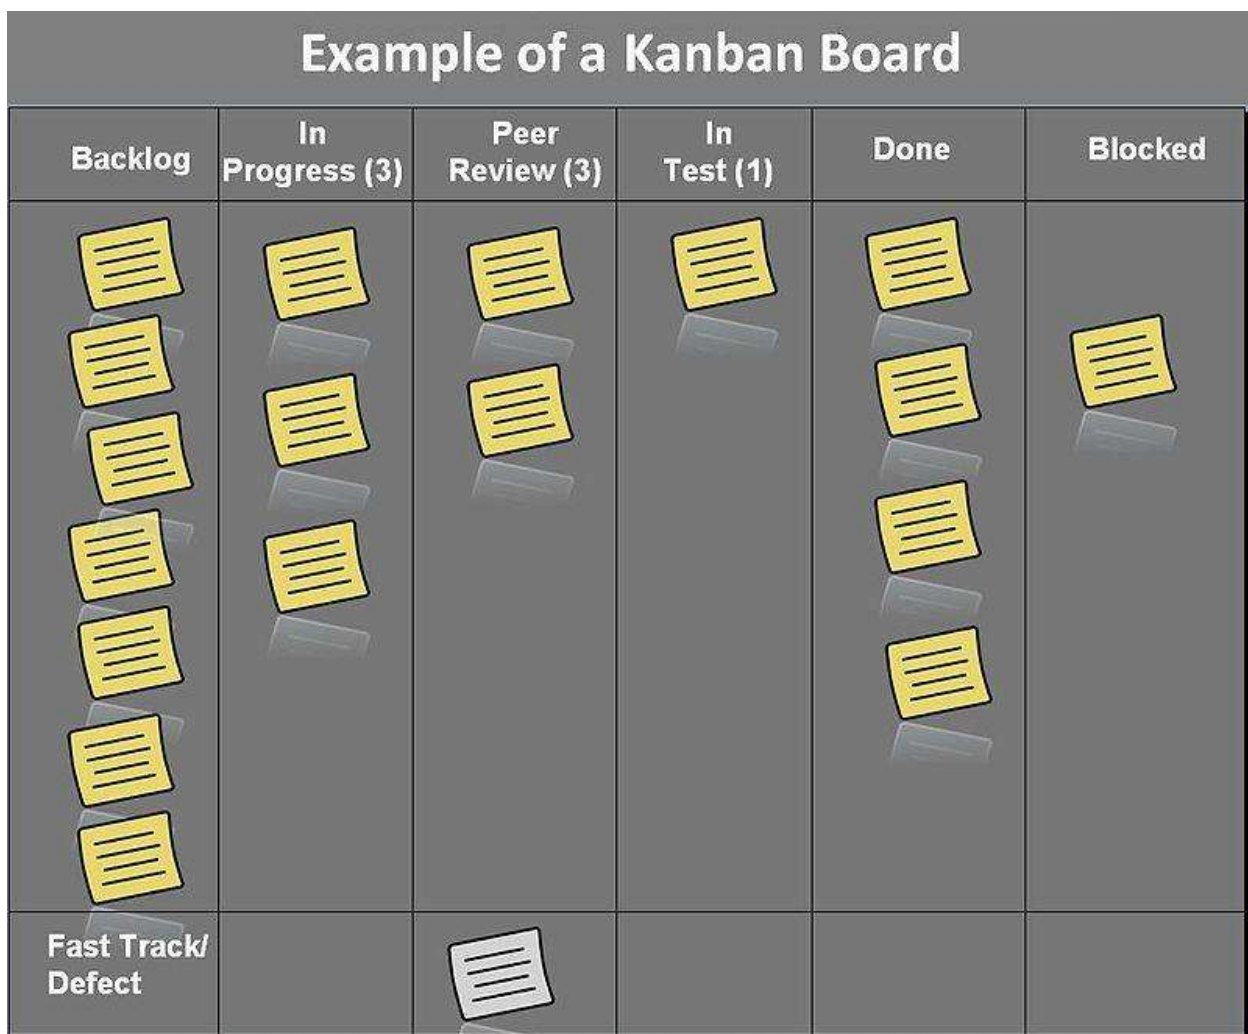 Example of a Kanban Board
Backlog
In
Progress (3)
Peer
Review (3)
In
Test (1)
Done
Blocked
Fast Track/
Defect